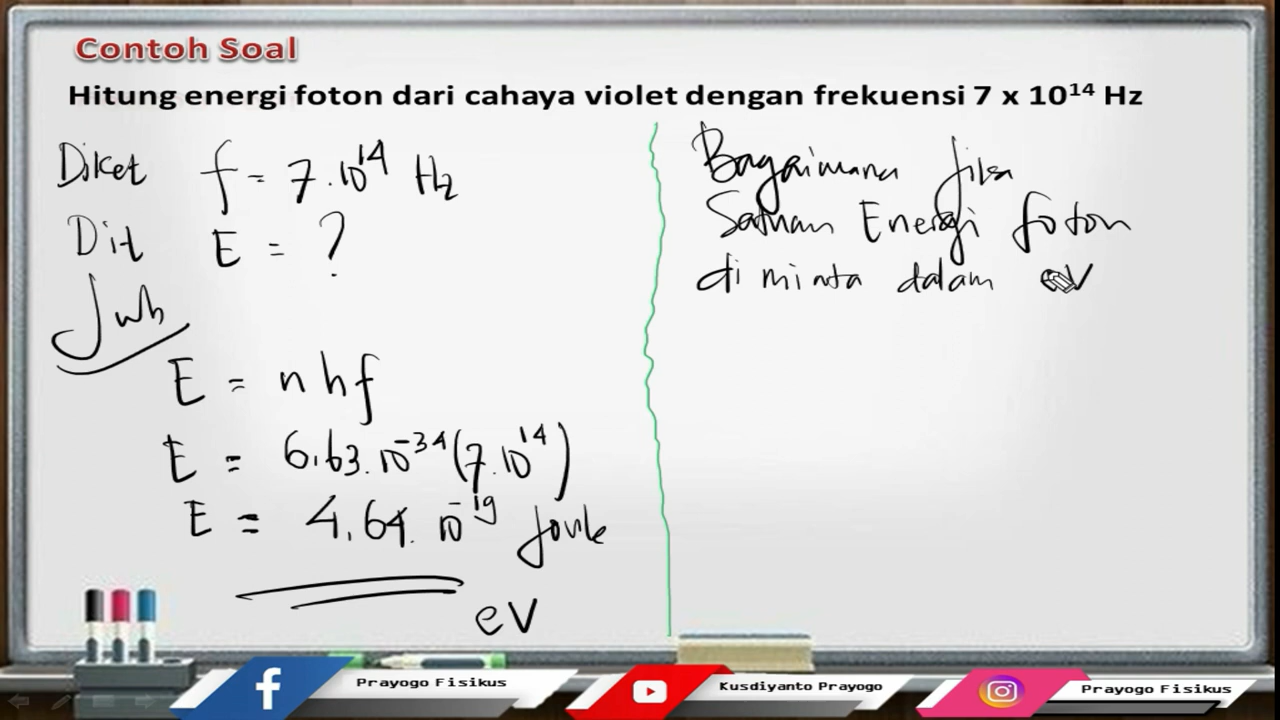 Contoh Soal
Hitung energi foton dari cahaya violet dengan frekuensi 7 x 10¹⁴ Hz
Diket f = 7.10¹⁴ Hz
Dit E = ?
Jwb
E = n h f
E = 6,63.10⁻³⁴(7.10¹⁴)
E = 4,64.10⁻¹⁹ joule
eV
Bagaimana jika
Satuan Energi foton
di minta dalam eV
Prayogo Fisikus
Kusdiyanto Prayogo
Prayogo Fisikus